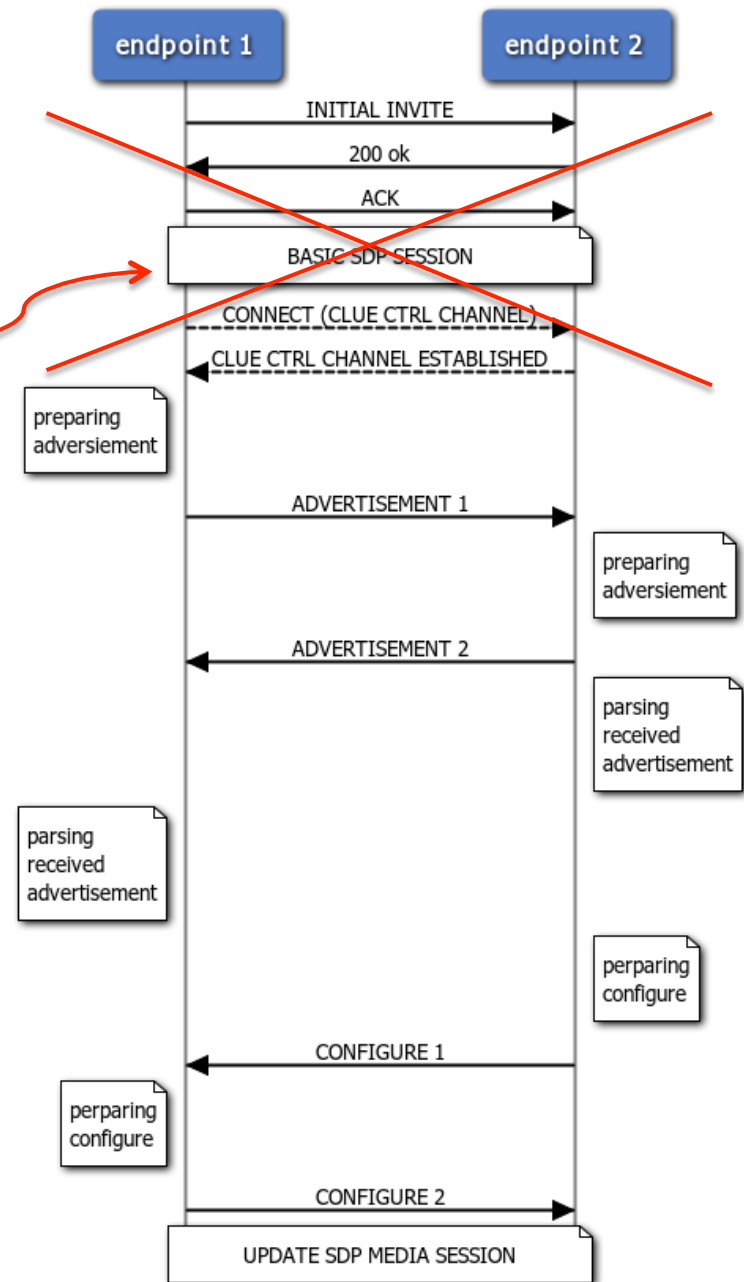 endpoint 1
endpoint 2
INITIAL INVITE
200 ok
ACK
BASIC SDP SESSION
CONNECT (CLUE CTRL CHANNEL)
CLUE CTRL CHANNEL ESTABLISHED
preparing
adversiement
ADVERTISEMENT 1
preparing
adversiement
ADVERTISEMENT 2
parsing
received
advertisement
parsing
received
advertisement
perparing
configure
CONFIGURE 1
perparing
configure
CONFIGURE 2
UPDATE SDP MEDIA SESSION